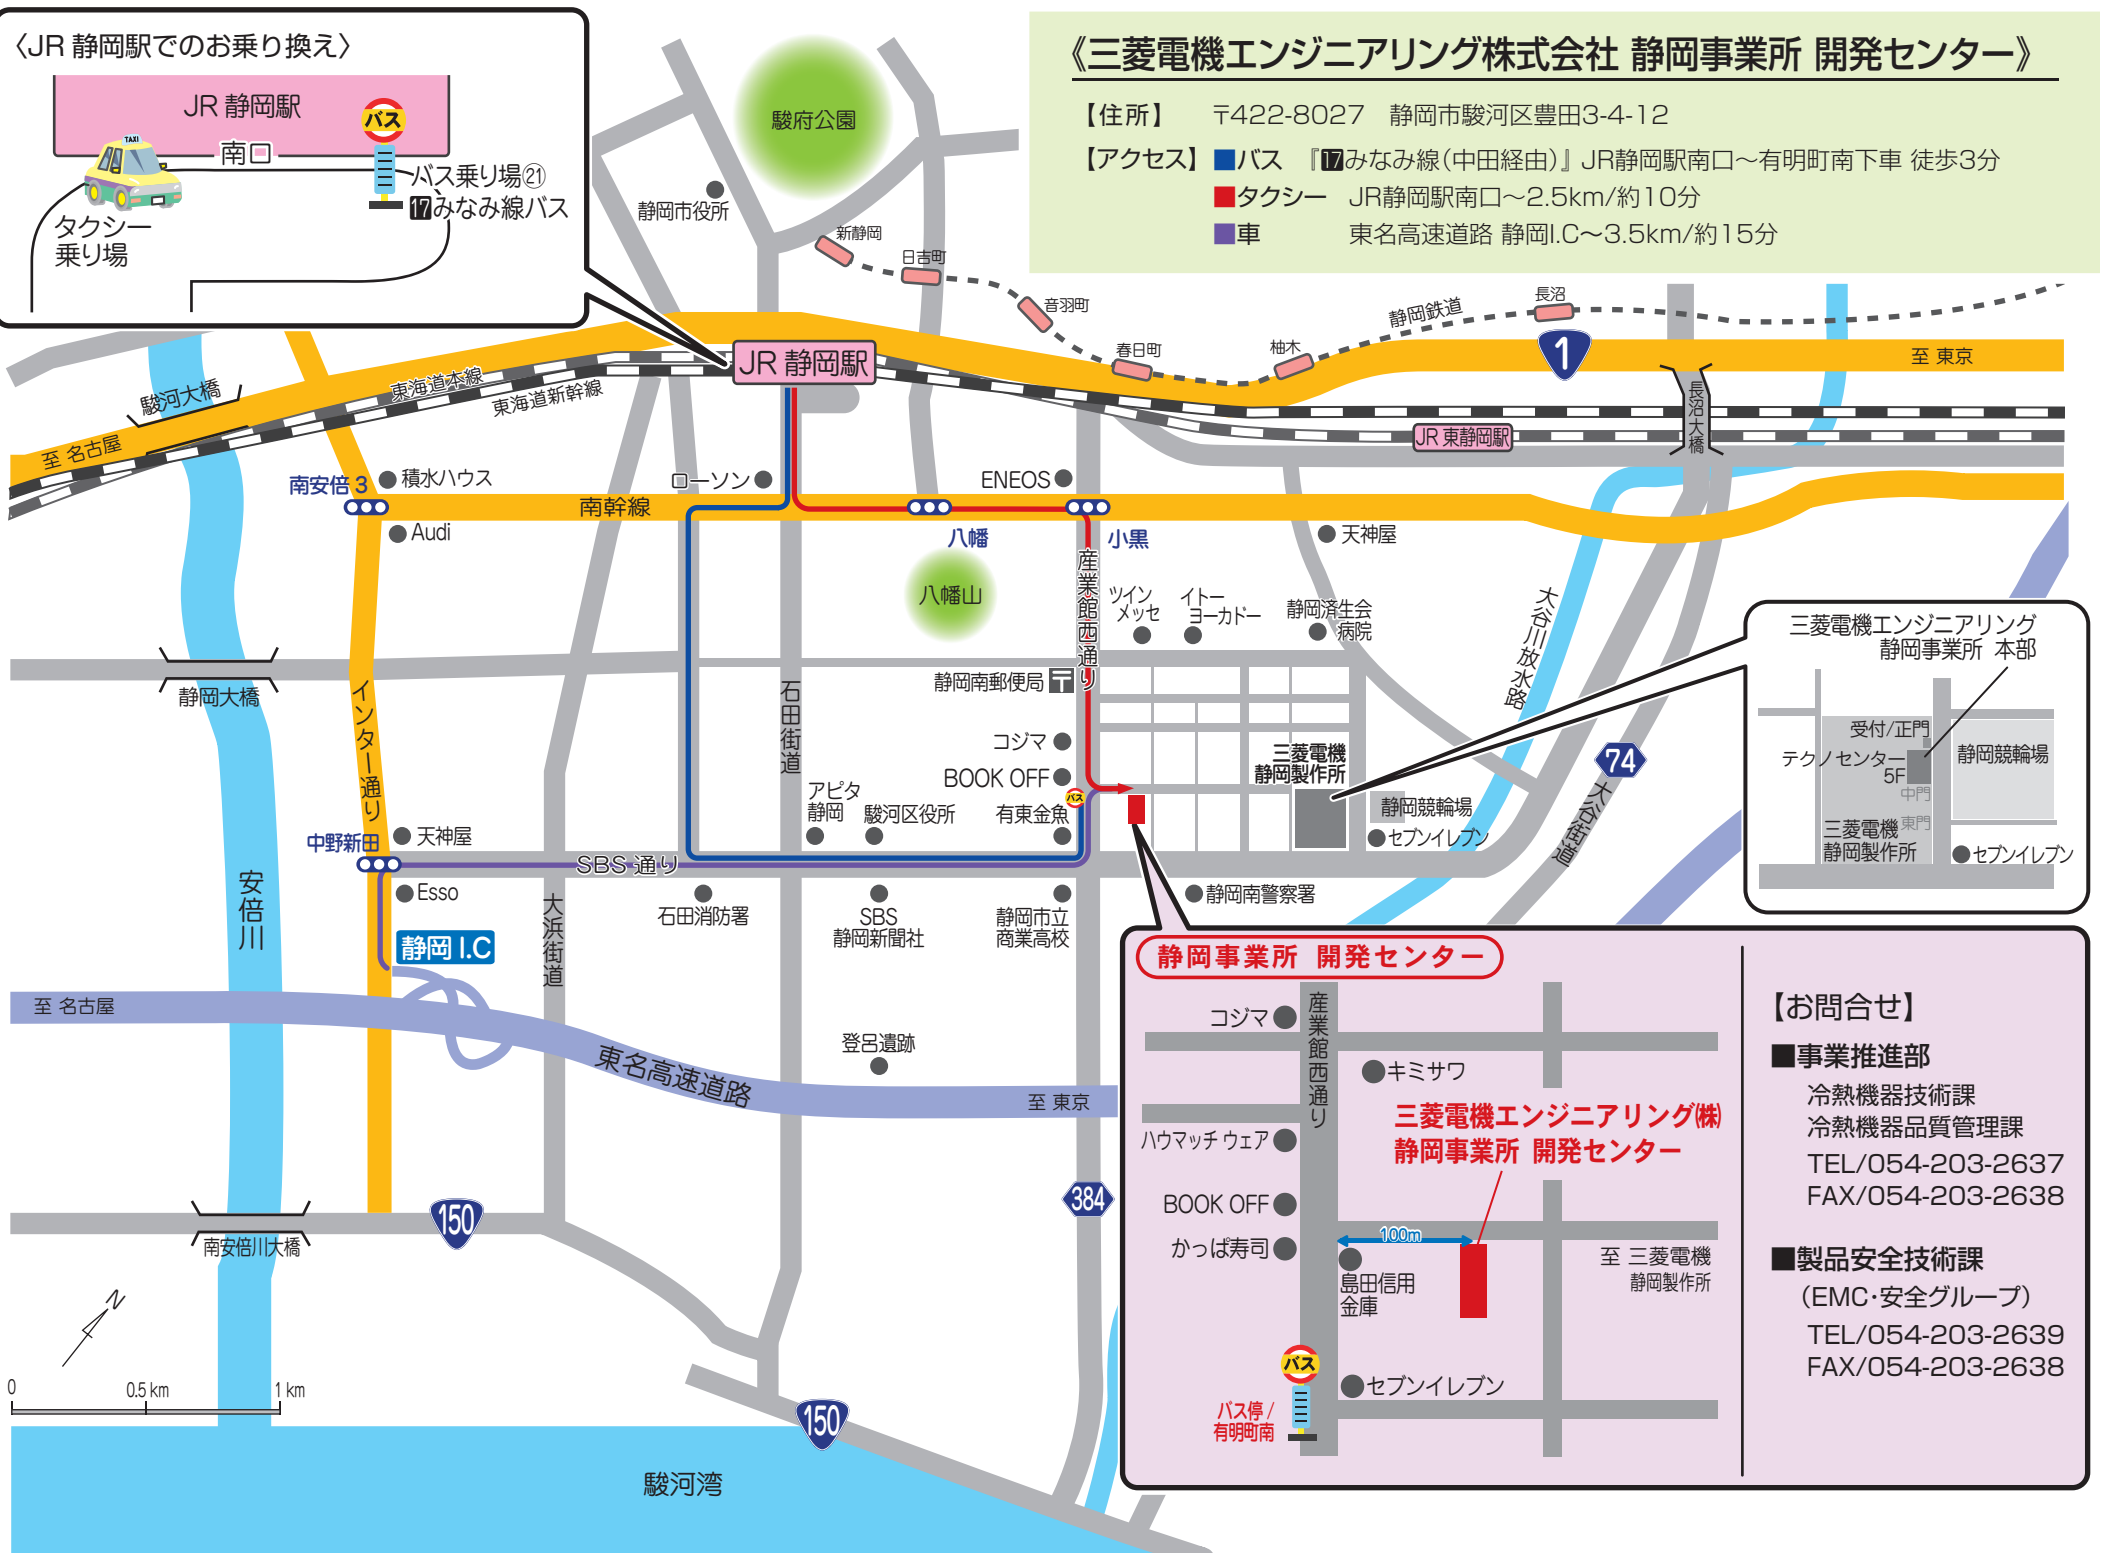 〈JR 静岡駅でのお乗り換え〉
JR 静岡駅
TAXI
バス
南口
バス乗り場㉑
17みなみ線バス
タクシー
乗り場
《三菱電機エンジニアリング株式会社 静岡事業所 開発センター》
【住所】 〒422-8027 静岡市駿河区豊田3-4-12
【アクセス】 ■バス 『17みなみ線(中田経由)』JR静岡駅南口～有明町南下車 徒歩3分
■タクシー JR静岡駅南口～2.5km/約10分
■車 東名高速道路 静岡I.C～3.5km/約15分
駿府公園
静岡市役所
新静岡
日吉町
音羽町
春日町
柚木
静岡鉄道
長沼
1
至 東京
JR 静岡駅
駿河大橋
東海道本線
東海道新幹線
至 名古屋
長沼大橋
JR 東静岡駅
南安倍 3
積水ハウス
ローソン
ENEOS
南幹線
Audi
八幡
小黒
天神屋
八幡山
産業館西通り
ツイン
メッセ
イトー
ヨーカドー
静岡済生会
病院
大谷川放水路
静岡大橋
インター通り
石田街道
静岡南郵便局
〒
コジマ
BOOK OFF
バス
三菱電機
静岡製作所
74
大谷街道
アピタ
静岡
駿河区役所
有東金魚
静岡競輪場
セブンイレブン
中野新田
天神屋
SBS 通り
Esso
安倍川
静岡 I.C
大浜街道
石田消防署
SBS
静岡新聞社
静岡市立
商業高校
静岡南警察署
至 名古屋
東名高速道路
登呂遺跡
至 東京
384
150
南安倍川大橋
N
0
0.5 km
1 km
150
駿河湾
三菱電機エンジニアリング
静岡事業所 本部
受付/正門
テクノセンター
5F
静岡競輪場
中門
東門
三菱電機
静岡製作所
セブンイレブン
静岡事業所 開発センター
産業館西通り
コジマ
キミサワ
三菱電機エンジニアリング㈱
静岡事業所 開発センター
ハウマッチ ウェア
BOOK OFF
かっぱ寿司
100m
島田信用
金庫
至 三菱電機
静岡製作所
バス
バス停 /
有明町南
セブンイレブン
【お問合せ】
■事業推進部
冷熱機器技術課
冷熱機器品質管理課
TEL/054-203-2637
FAX/054-203-2638
■製品安全技術課
(EMC・安全グループ)
TEL/054-203-2639
FAX/054-203-2638